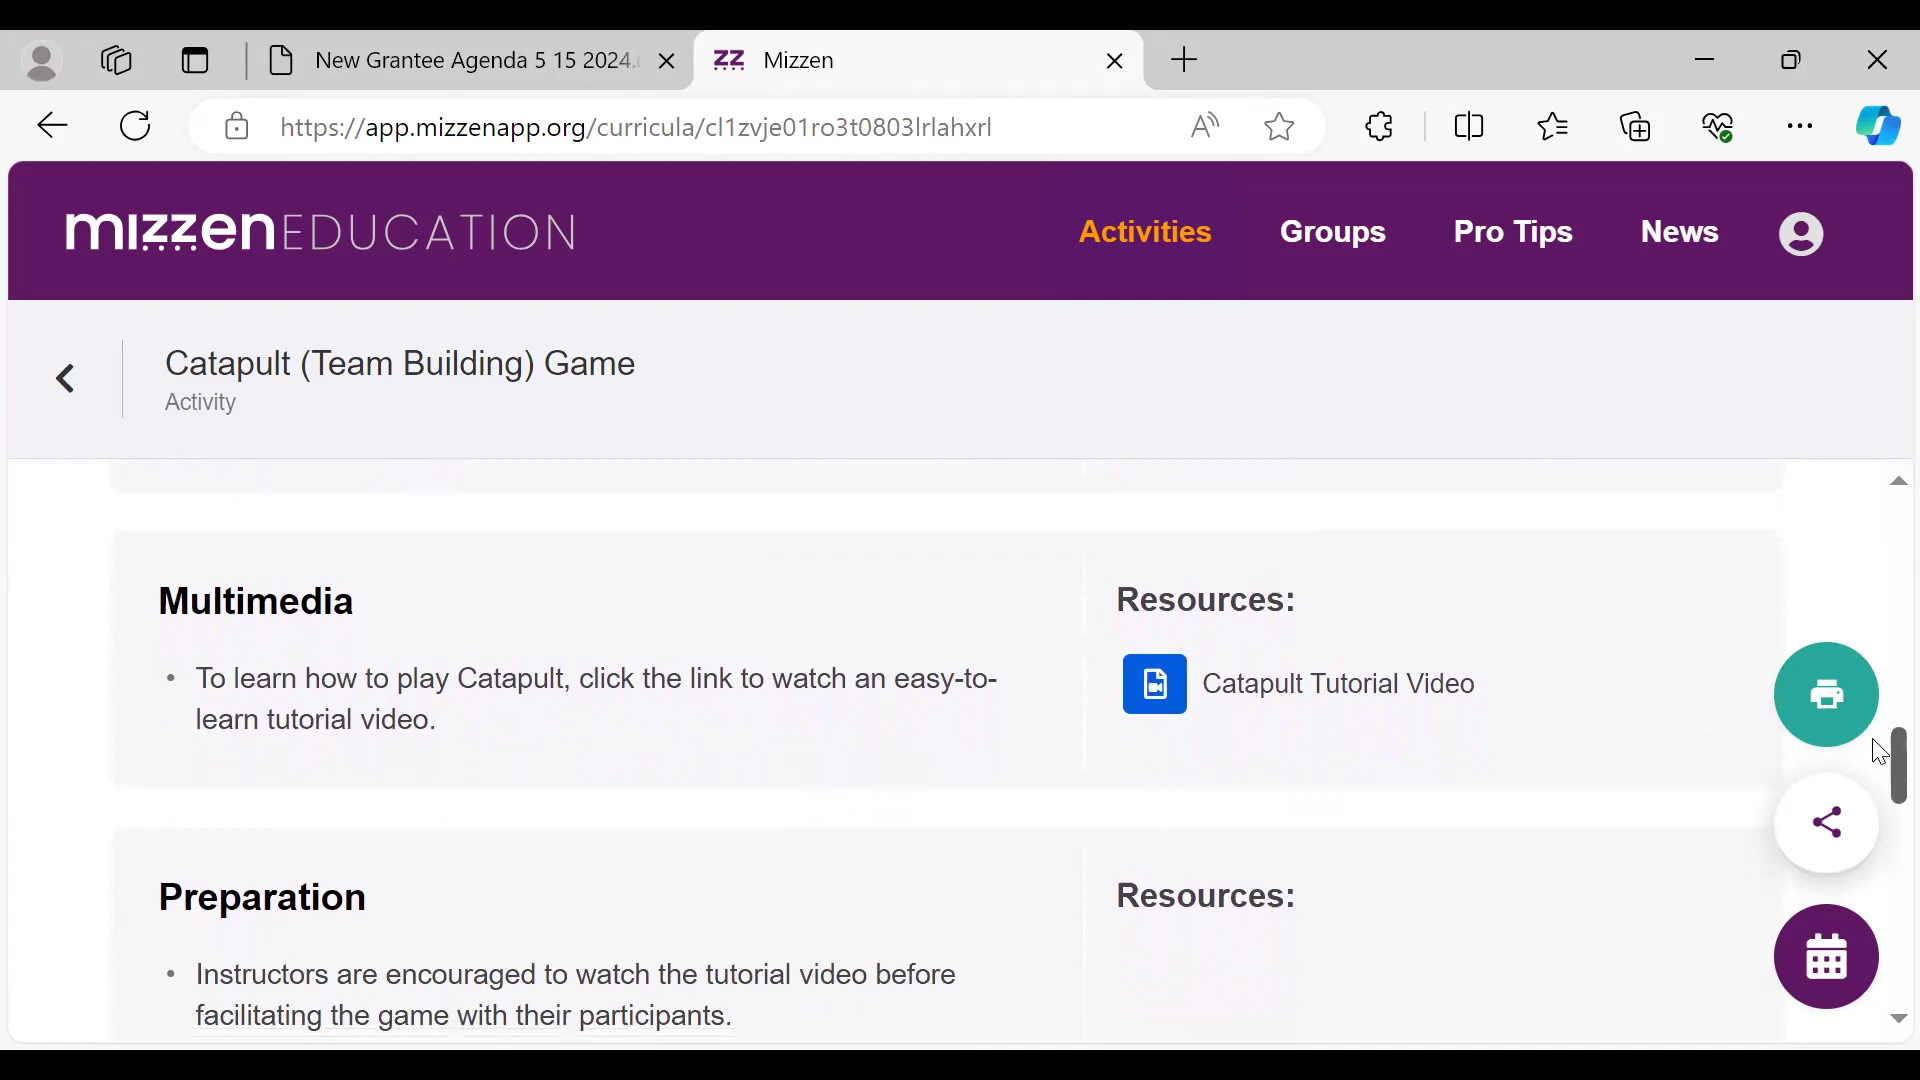 New Grantee Agenda 5 15 2024.
Mizzen
https://app.mizzenapp.org/curricula/cl1zvje01ro3t0803lrlahxrl
mizzenEDUCATION
Activities
Groups
Pro Tips
News
Catapult (Team Building) Game
Activity
Multimedia
Resources:
• To learn how to play Catapult, click the link to watch an easy-to-
learn tutorial video.
Catapult Tutorial Video
Preparation
Resources:
• Instructors are encouraged to watch the tutorial video before
facilitating the game with their participants.